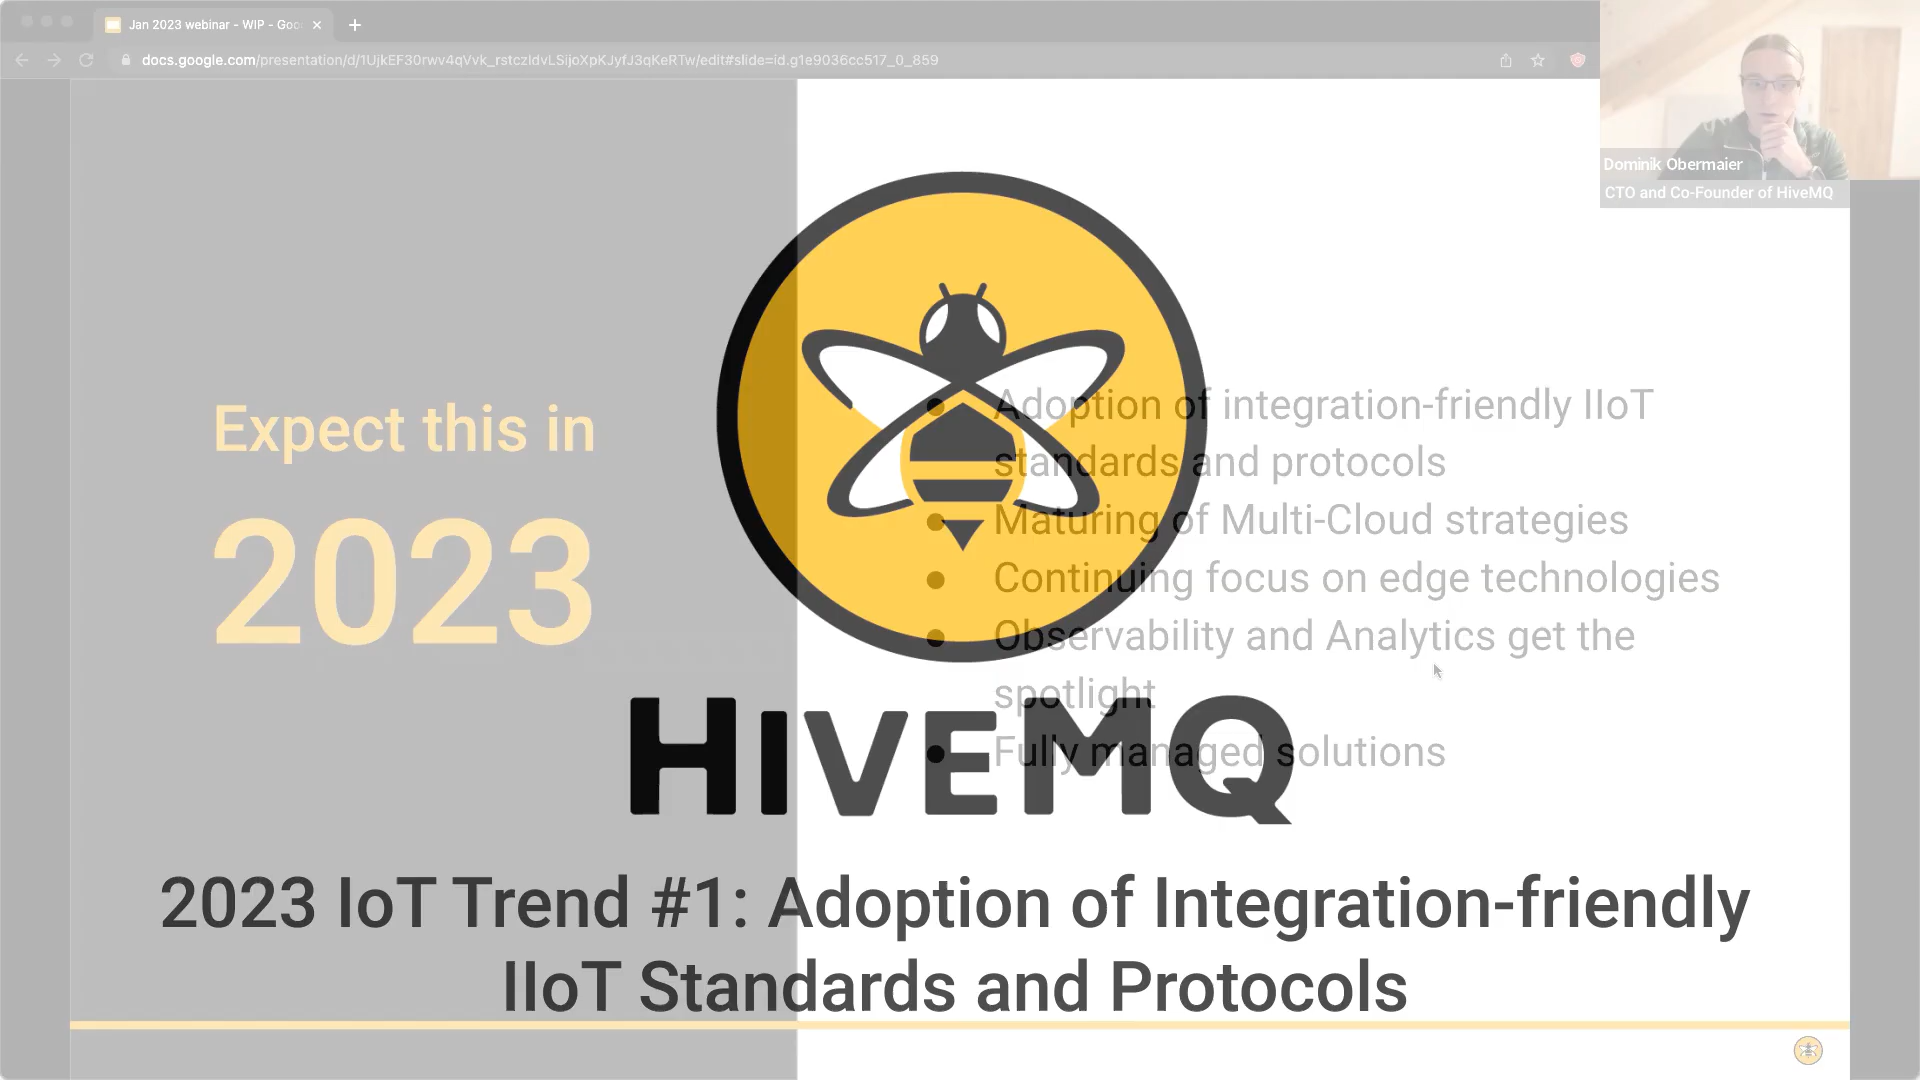 Jan 2023 webinar - WIP - Goo
docs.google.com/presentation/d/1UjkEF30rwv4qVvk_rstczIdvLSijoXpKJyfJ3qKeRTw/edit#slide=id.g1e9036cc517_0_859
Dominik Obermaier
CTO and Co-Founder of HiveMQ
Expect this in
2023
Adoption of integration-friendly IIoT
standards and protocols
Maturing of Multi-Cloud strategies
Continuing focus on edge technologies
Observability and Analytics get the
spotlight
Fully managed solutions
HIVEMQ
2023 IoT Trend #1: Adoption of Integration-friendly
IIoT Standards and Protocols